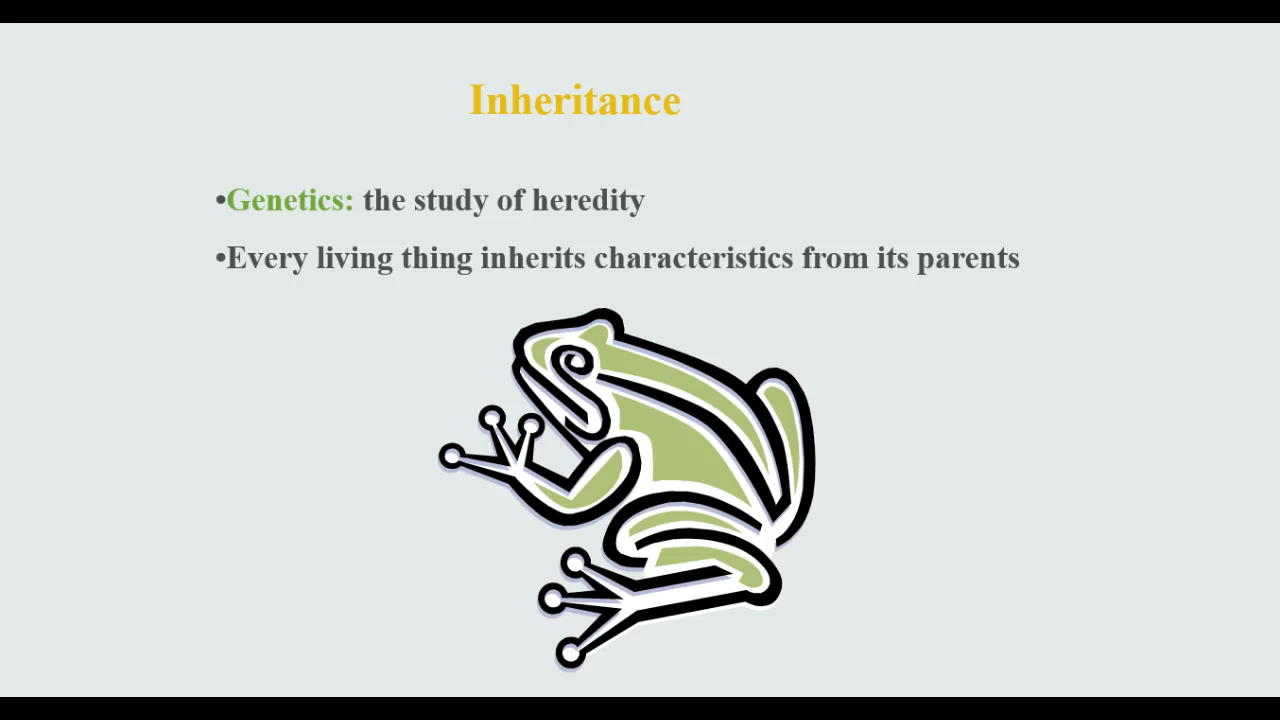 Inheritance
•Genetics: the study of heredity
•Every living thing inherits characteristics from its parents